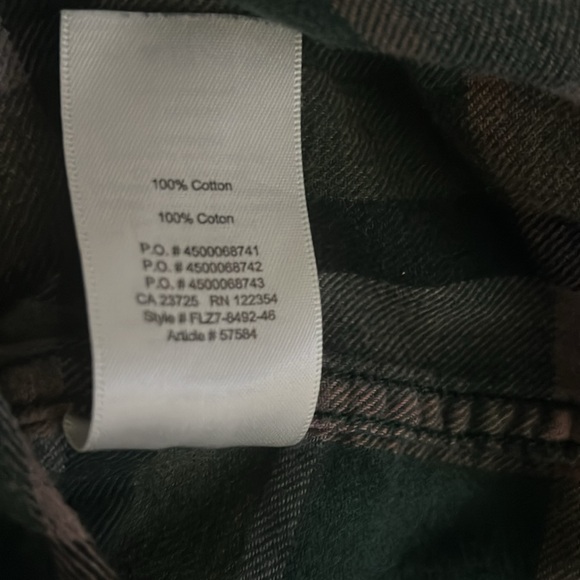 100% Cotton
100% Coton
P.O. # 4500068741
P.O. # 4500068742
P.O. # 4500068743
CA 23725 RN 122354
Style # FLZ7-8492-46
Article # 57584